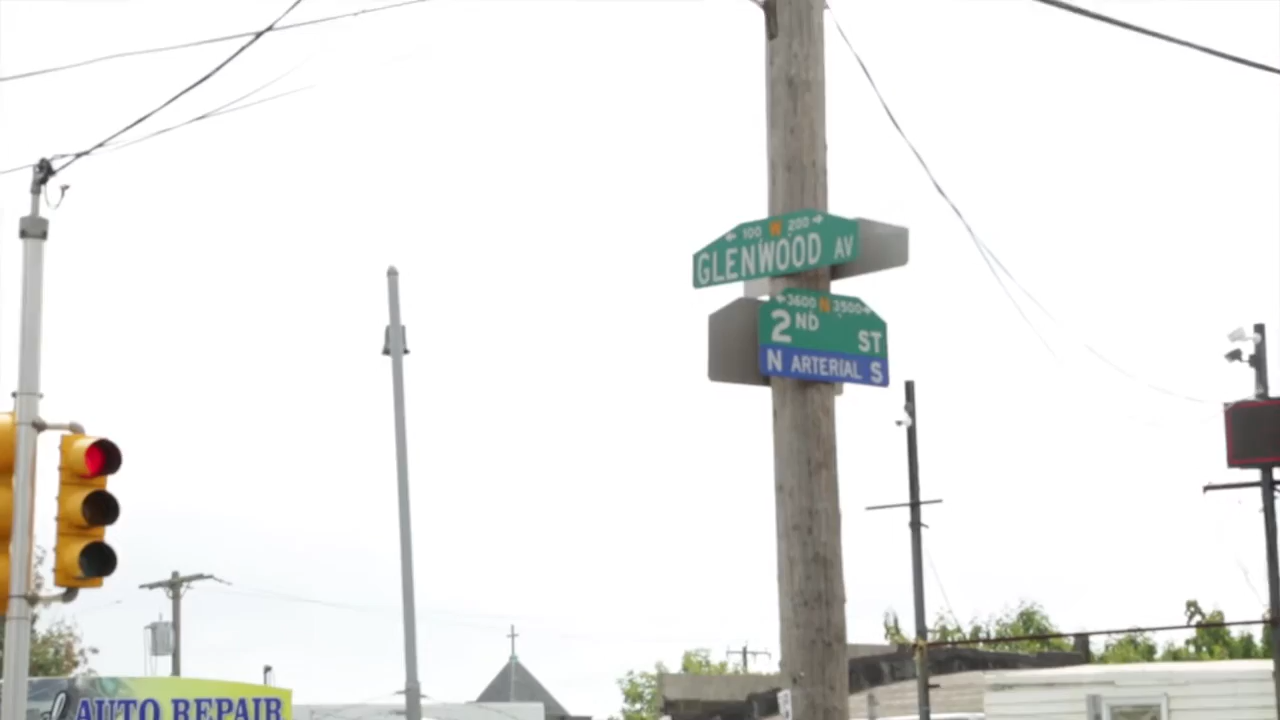 ← 100 W 200 →
GLENWOOD AV
← 3600 N 3500 →
2ND ST
N ARTERIAL S
AUTO REPAIR